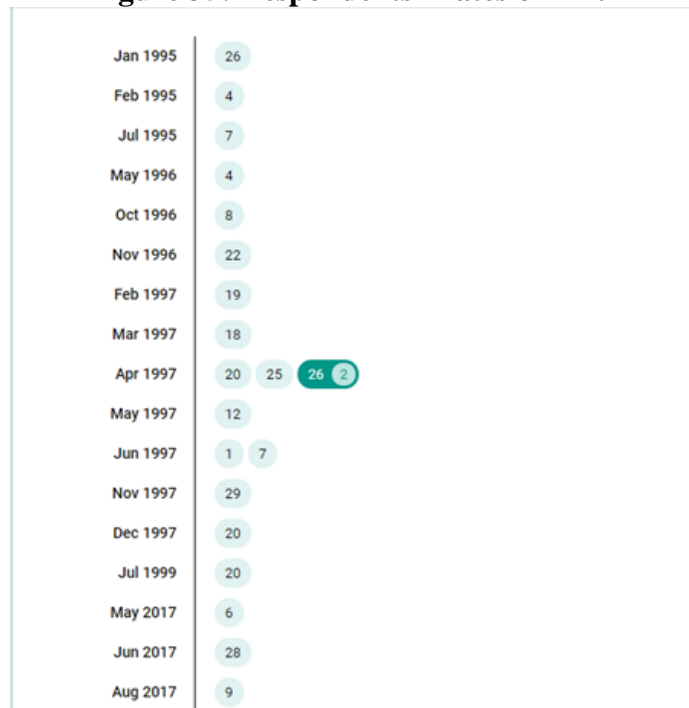 Jan 1995 26
Feb 1995 4
Jul 1995 7
May 1996 4
Oct 1996 8
Nov 1996 22
Feb 1997 19
Mar 1997 18
Apr 1997 20 25 26 2
May 1997 12
Jun 1997 1 7
Nov 1997 29
Dec 1997 20
Jul 1999 20
May 2017 6
Jun 2017 28
Aug 2017 9